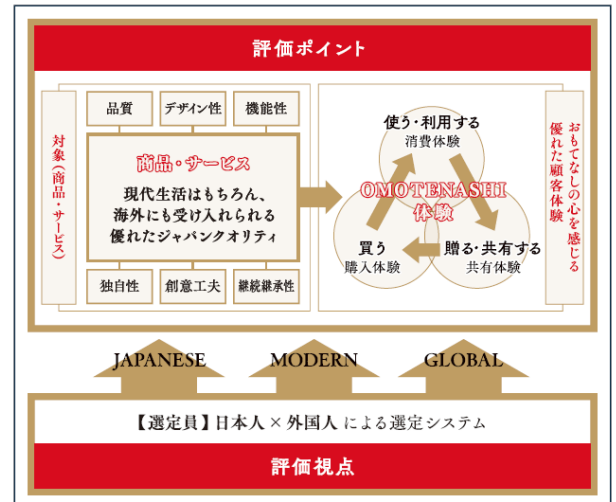 評価ポイント
対象(商品・サービス)
品質
デザイン性
機能性
商品・サービス
現代生活はもちろん、
海外にも受け入れられる
優れたジャパンクオリティ
独自性
創意工夫
継続継承性
使う・利用する
消費体験
OMOTENASHI
体験
買う
購入体験
贈る・共有する
共有体験
おもてなしの心を感じる
優れた顧客体験
JAPANESE
MODERN
GLOBAL
【選定員】日本人×外国人による選定システム
評価視点